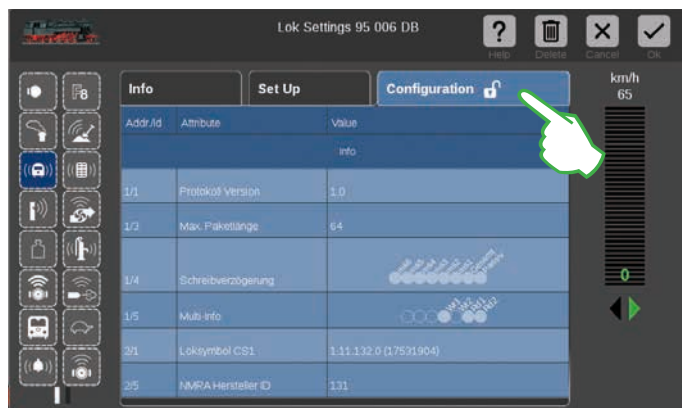 Lok Settings 95 006 DB
?
Help Delete Cancel Ok
Info Set Up Configuration
km/h
65
F8
Addr./Id Attribute Value
Info
1/1 Protokoll Version 1.0
1/3 Max. Paketlänge 64
1/4 Schreibverzögerung
1/5 Multi-Info
2/1 Loksymbol CS1 1.11.132.0 (17531904)
2/5 NMRA Hersteller ID 131
0